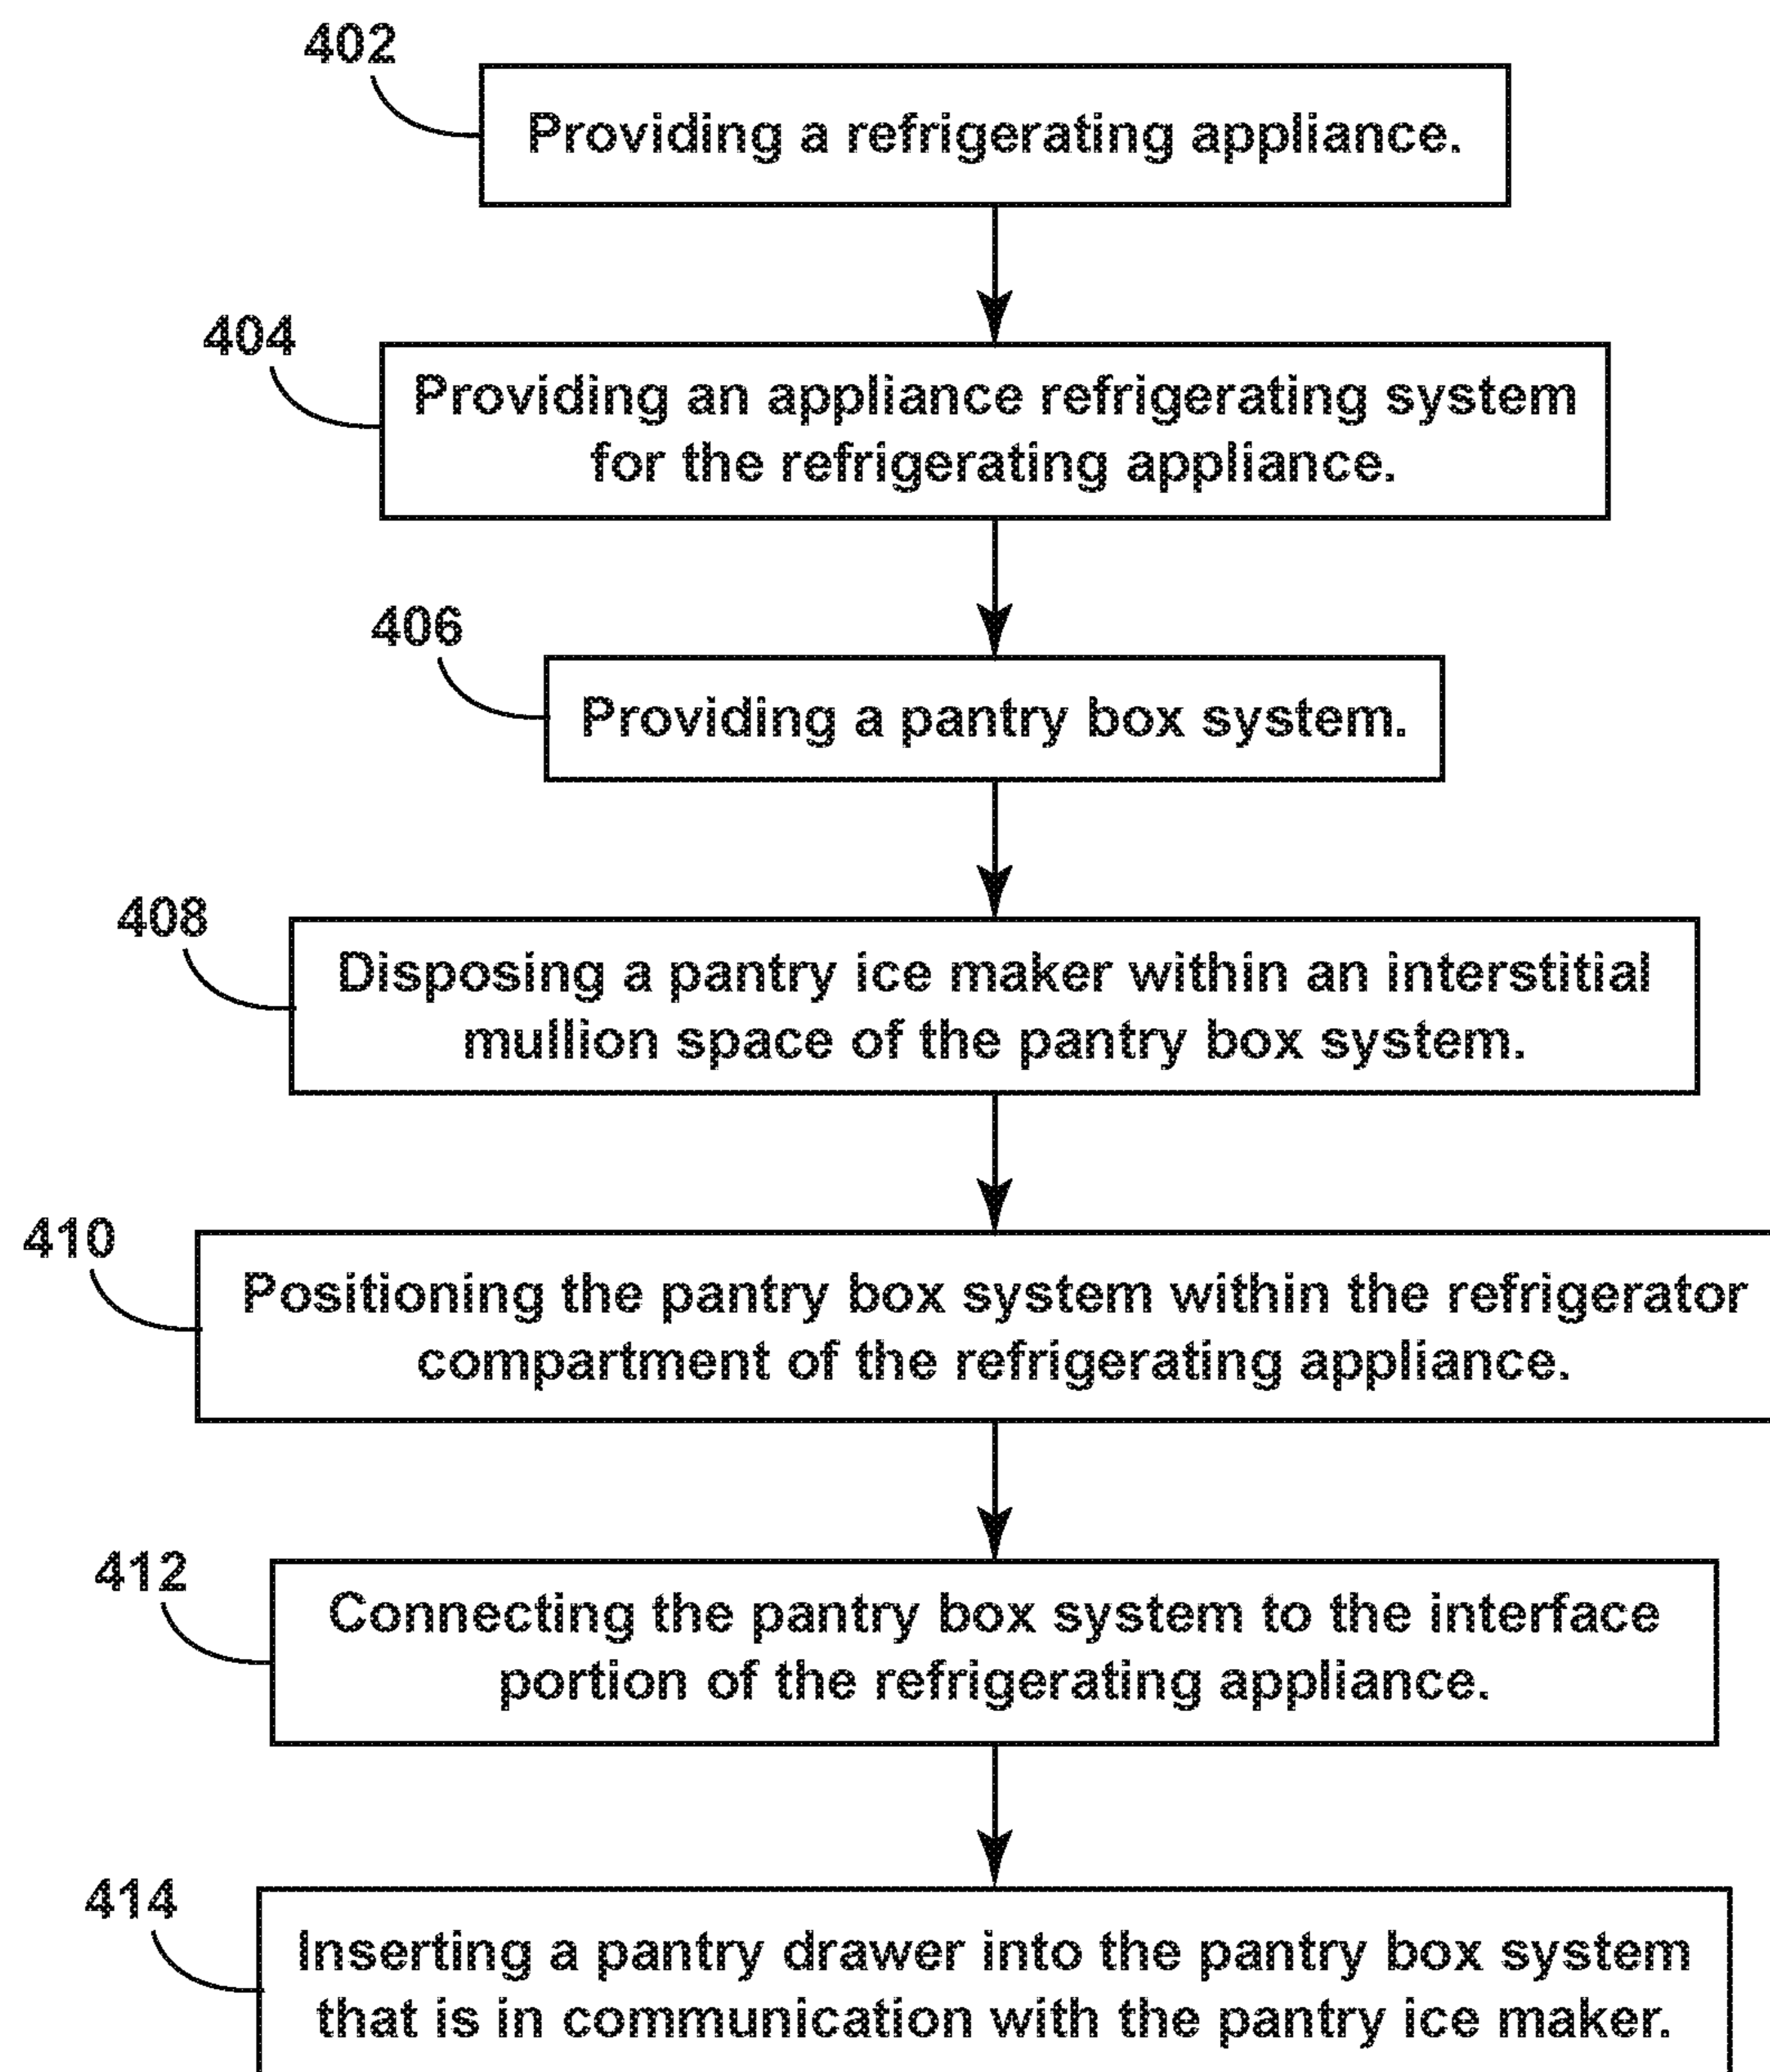 402
Providing a refrigerating appliance.
404
Providing an appliance refrigerating system
for the refrigerating appliance.
406
Providing a pantry box system.
408
Disposing a pantry ice maker within an interstitial
mullion space of the pantry box system.
410
Positioning the pantry box system within the refrigerator
compartment of the refrigerating appliance.
412
Connecting the pantry box system to the interface
portion of the refrigerating appliance.
414
Inserting a pantry drawer into the pantry box system
that is in communication with the pantry ice maker.